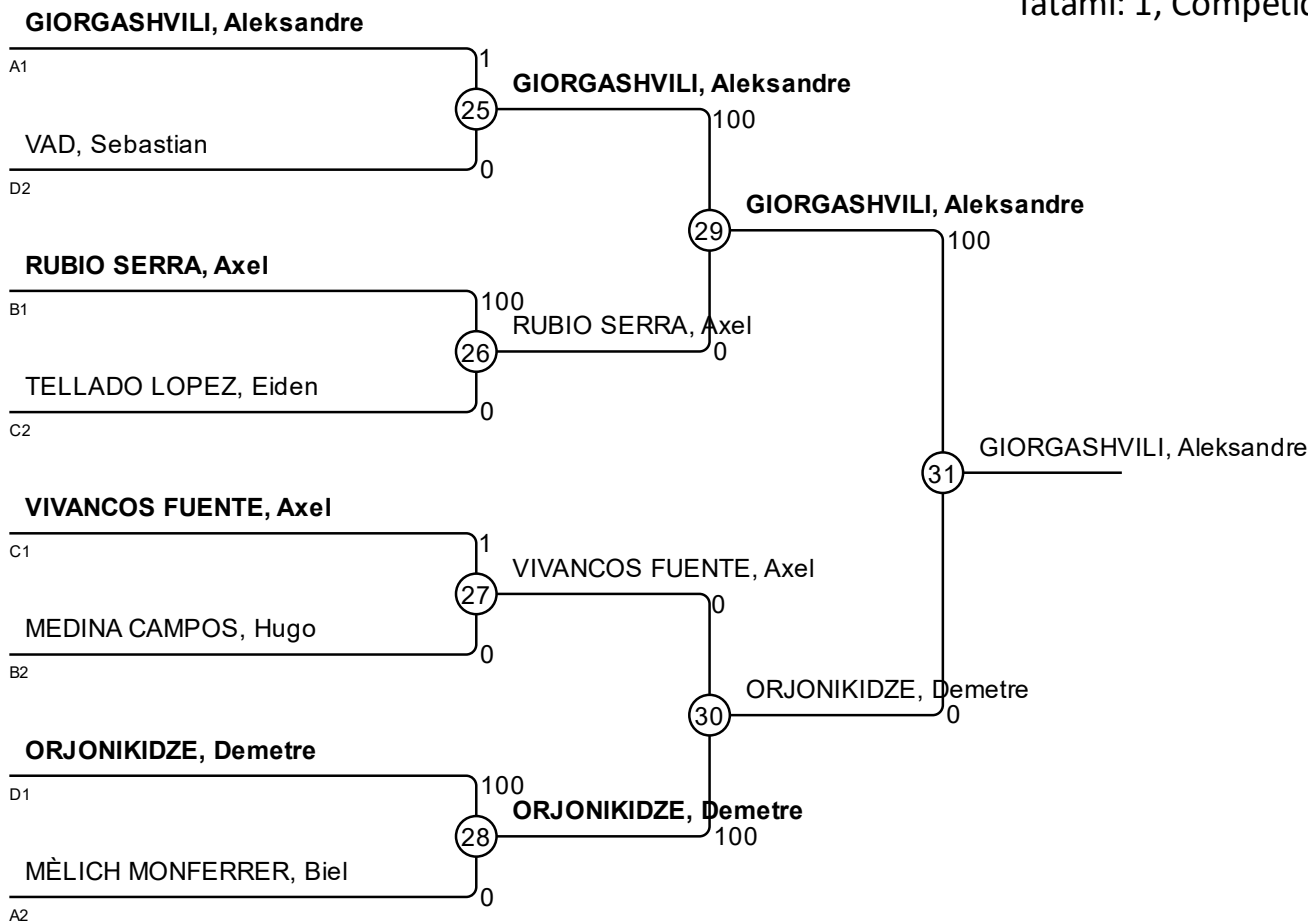 Tatami: 1, Competic
GIORGASHVILI, Aleksandre
A1
1
GIORGASHVILI, Aleksandre
25
100
VAD, Sebastian
0
D2
GIORGASHVILI, Aleksandre
29
100
RUBIO SERRA, Axel
B1
100
RUBIO SERRA, Axel
26
0
TELLADO LOPEZ, Eiden
0
C2
GIORGASHVILI, Aleksandre
31
VIVANCOS FUENTE, Axel
C1
1
VIVANCOS FUENTE, Axel
27
0
MEDINA CAMPOS, Hugo
0
B2
ORJONIKIDZE, Demetre
30
0
ORJONIKIDZE, Demetre
D1
100
ORJONIKIDZE, Demetre
28
100
MÈLICH MONFERRER, Biel
0
A2